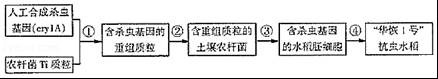 人工合成杀虫
基因(cryIA)
农杆菌Ti质粒
①
含杀虫基因的
重组质粒
②
含重组质粒的
土壤农杆菌
③
含杀虫基因的
水稻胚细胞
④
“华恢1号”
抗虫水稻